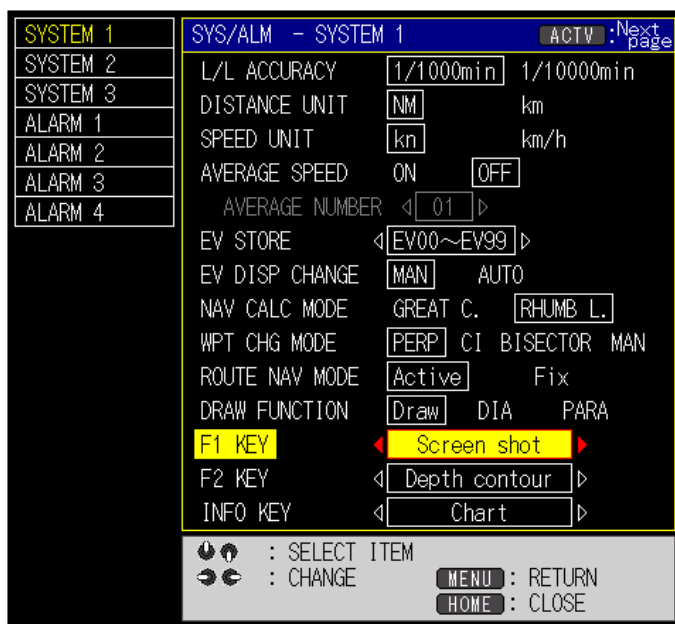 SYSTEM 1
SYSTEM 2
SYSTEM 3
ALARM 1
ALARM 2
ALARM 3
ALARM 4
SYS/ALM - SYSTEM 1 ACTV :Next page
L/L ACCURACY 1/1000min 1/10000min
DISTANCE UNIT NM km
SPEED UNIT kn km/h
AVERAGE SPEED ON OFF
AVERAGE NUMBER 01
EV STORE EV00～EV99
EV DISP CHANGE MAN AUTO
NAV CALC MODE GREAT C. RHUMB L.
WPT CHG MODE PERP CI BISECTOR MAN
ROUTE NAV MODE Active Fix
DRAW FUNCTION Draw DIA PARA
F1 KEY Screen shot
F2 KEY Depth contour
INFO KEY Chart
: SELECT ITEM
: CHANGE MENU : RETURN
HOME : CLOSE